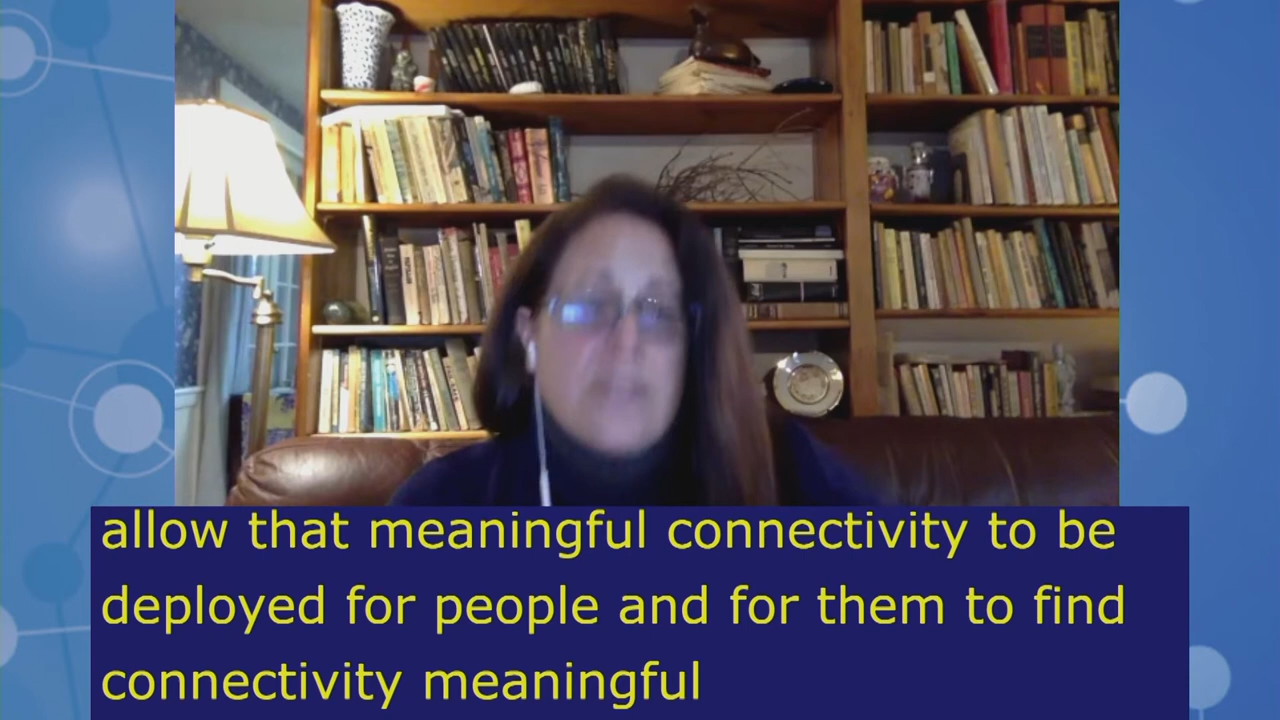 allow that meaningful connectivity to be
deployed for people and for them to find
connectivity meaningful